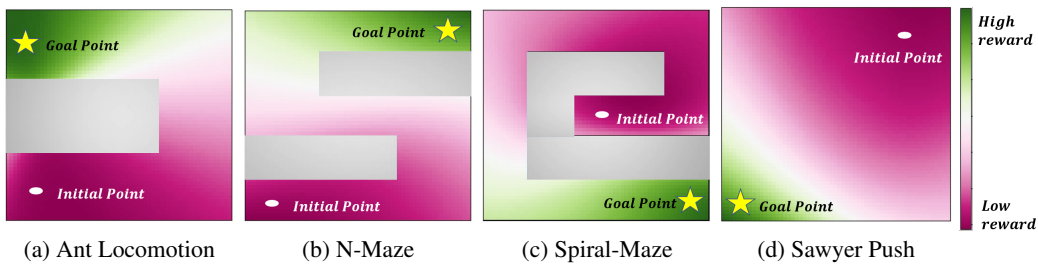 Goal Point
Initial Point
Goal Point
Initial Point
Initial Point
Goal Point
Initial Point
Goal Point
High
reward
Low
reward
(a) Ant Locomotion
(b) N-Maze
(c) Spiral-Maze
(d) Sawyer Push